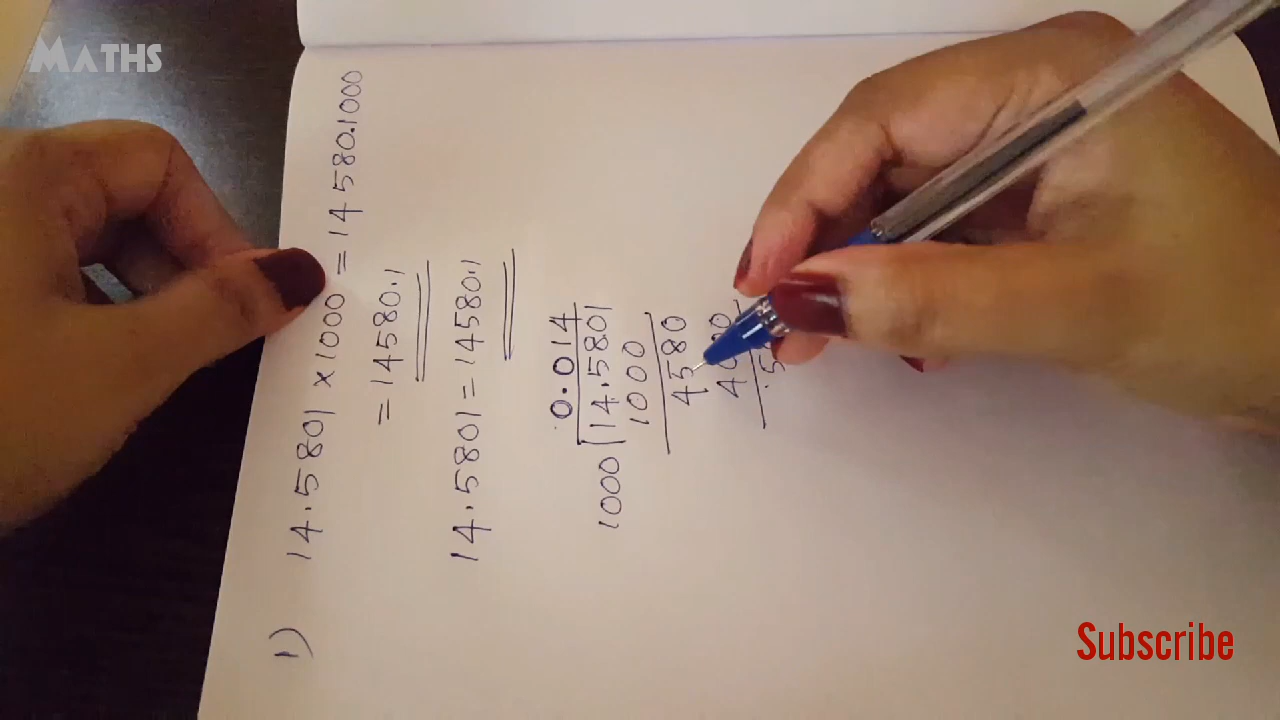 MATHS
1) 14.5801 x 1000 = 14580.1000
= 14580.1
14.5801 = 14580.1
0.014
1000 14.5801
1000
4580
Subscribe